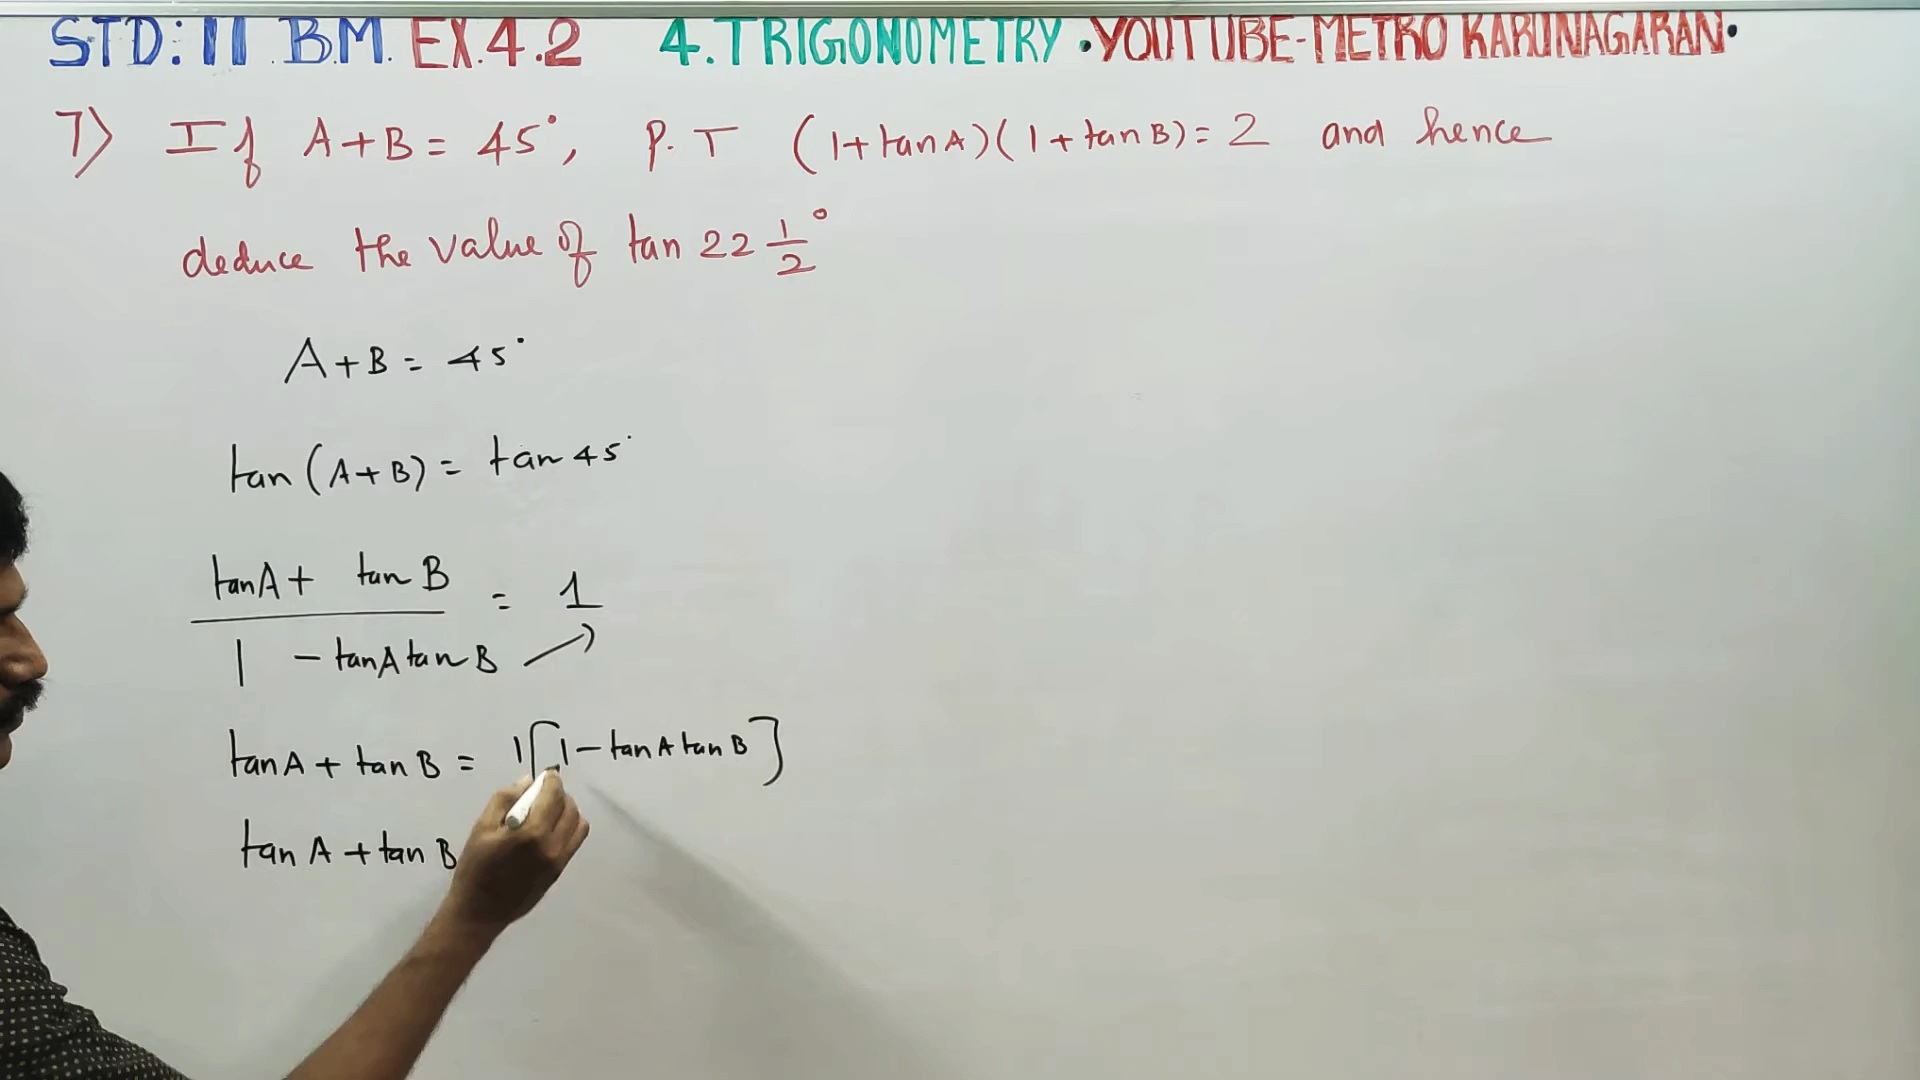 STD: 11 .B.M. EX.4.2 4.TRIGONOMETRY •YOUTUBE-METRO KARUNAGARAN•
7) If A+B = 45°, P.T (1+tanA)(1+tanB)=2 and hence
deduce the value of tan 22 1/2°
A+B = 45°
tan (A+B) = tan 45°
tanA + tan B / 1 - tanA tan B = 1
tanA + tan B = 1[1 - tanA tan B]
tan A + tan B